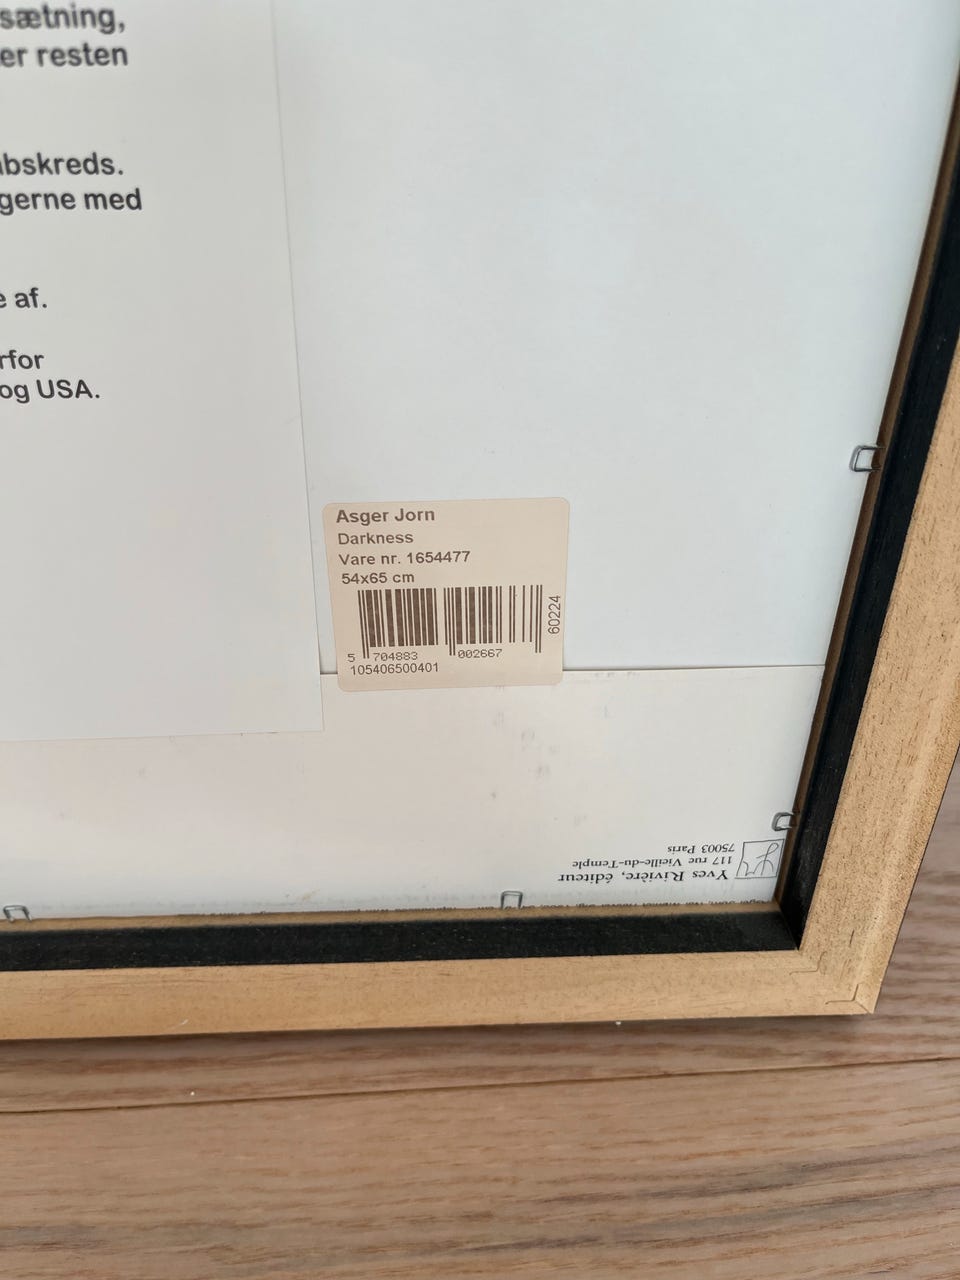 sætning,
er resten
bskreds.
gerne med
e af.
rfor
og USA.
Asger Jorn
Darkness
Vare nr. 1654477
54x65 cm
60224
5 704883 002667
105406500401
Yves Rivière, éditeur
117 rue Vieille-du-Temple
75003 Paris